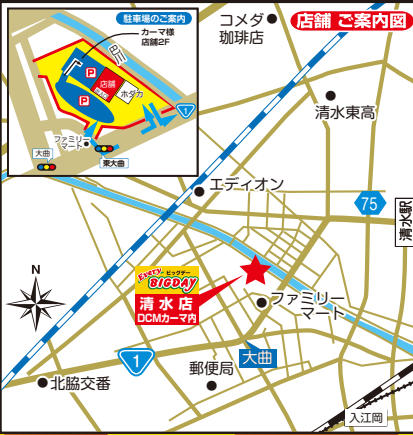 店舗 ご案内図
駐車場のご案内
カーマ様
店舗2F
巴川
P
店舗
ホダカ
P
1
ファミリー
マート
大曲
東大曲
コメダ
珈琲店
清水東高
エディオン
75
清水駅
N
Every
ビッグデー
BIGDAY
清水店
DCMカーマ内
ファミリー
マート
1
大曲
郵便局
北脇交番
入江岡